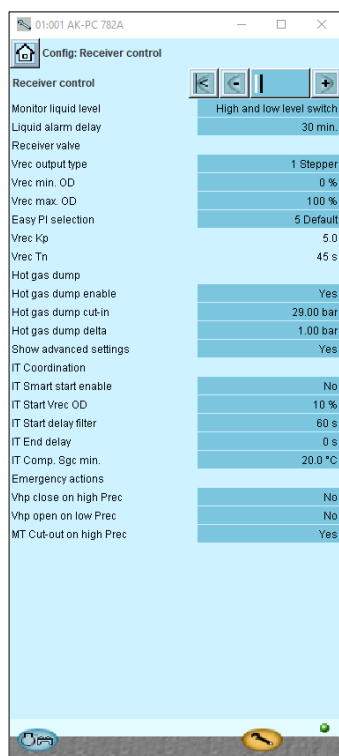 01:001 AK-PC 782A
Config: Receiver control
Receiver control
Monitor liquid level High and low level switch
Liquid alarm delay 30 min.
Receiver valve
Vrec output type 1 Stepper
Vrec min. OD 0 %
Vrec max. OD 100 %
Easy PI selection 5 Default
Vrec Kp 5.0
Vrec Tn 45 s
Hot gas dump
Hot gas dump enable Yes
Hot gas dump cut-in 29.00 bar
Hot gas dump delta 1.00 bar
Show advanced settings Yes
IT Coordination
IT Smart start enable No
IT Start Vrec OD 10 %
IT Start delay filter 60 s
IT End delay 0 s
IT Comp. Sgc min. 20.0 °C
Emergency actions
Vhp close on high Prec No
Vhp open on low Prec No
MT Cut-out on high Prec Yes